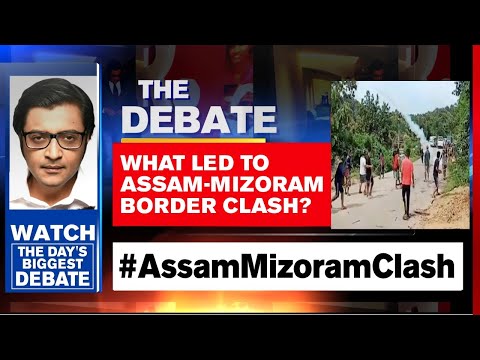 THE
DEBATE
WHAT LED TO
ASSAM-MIZORAM
BORDER CLASH?
WATCH
THE DAY'S
BIGGEST
DEBATE
#AssamMizoramClash